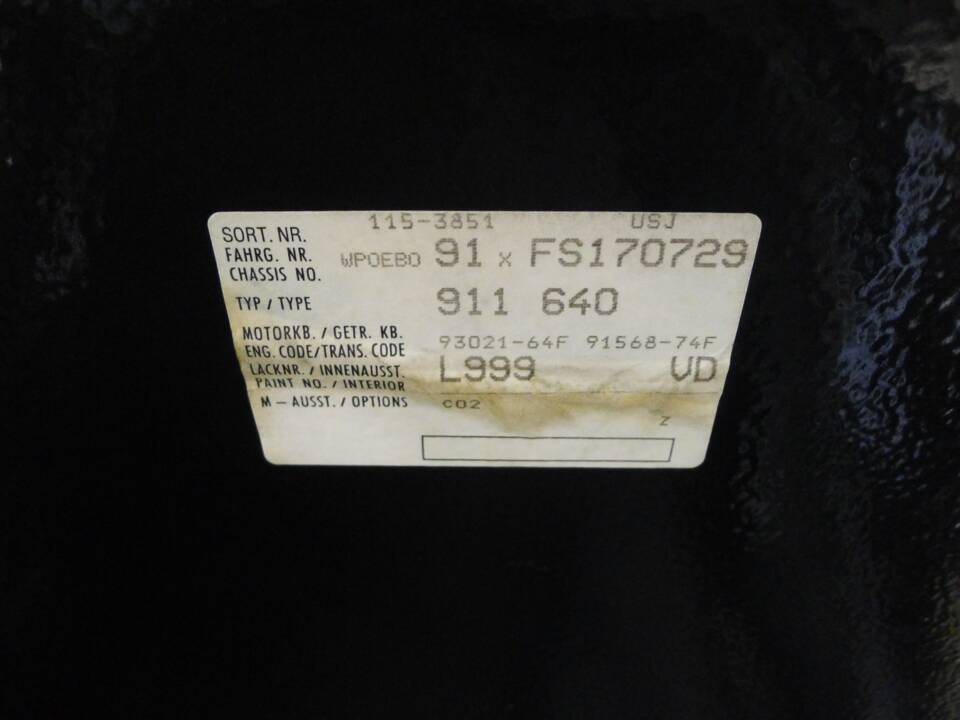 115-3851 USJ
SORT. NR.
FAHRG. NR.
CHASSIS NO. WPOEBO 91 x FS170729
TYP / TYPE 911 640
MOTORKB. / GETR. KB.
ENG. CODE/TRANS. CODE 93021-64F 91568-74F
LACKNR. / INNENAUSST.
PAINT NO. / INTERIOR L999 VD
M – AUSST. / OPTIONS C02
Z